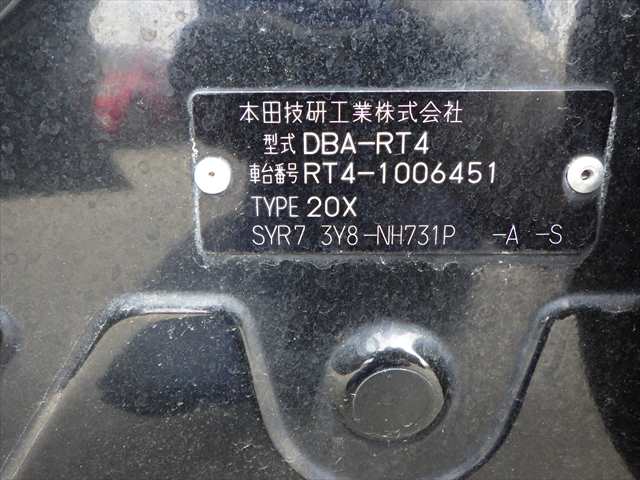 本田技研工業株式会社
型式 DBA-RT4
車台番号 RT4-1006451
TYPE 20X
SYR7 3Y8-NH731P -A -S